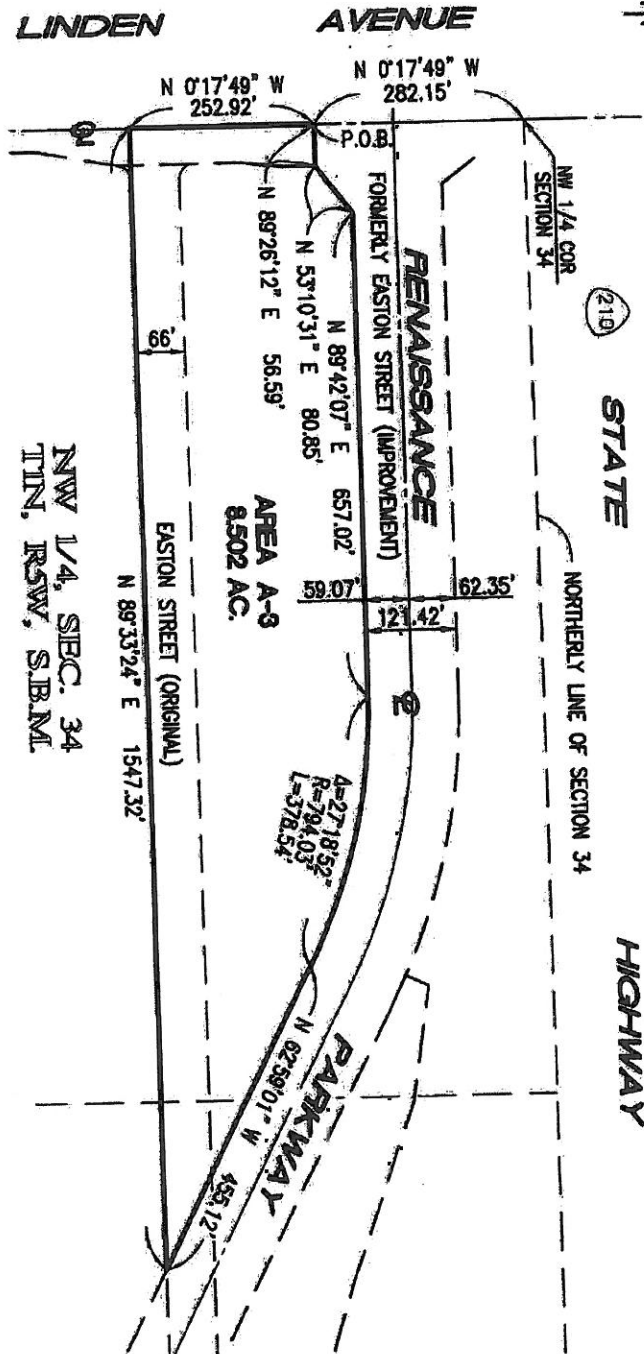 LINDEN AVENUE
N 0°17'49" W
252.92'
N 0°17'49" W
282.15'
P.O.B.
NW 1/4 COR
SECTION 34
210
STATE
HIGHWAY
NORTHERLY LINE OF SECTION 34
RENAISSANCE
PARKWAY
FORMERLY EASTON STREET (IMPROVEMENT)
N 89°42'07" E 657.02'
N 53°10'31" E 80.85'
N 89°26'12" E 56.59'
66'
AREA A-3
8.502 AC.
59.07'
62.35'
121.42'
Δ=27°18'52"
R=794.03'
L=378.54'
N 62°59'01" W 455.12'
EASTON STREET (ORIGINAL)
N 89°33'24" E 1547.32'
NW 1/4, SEC. 34
T1N, R5W, S.B.M.